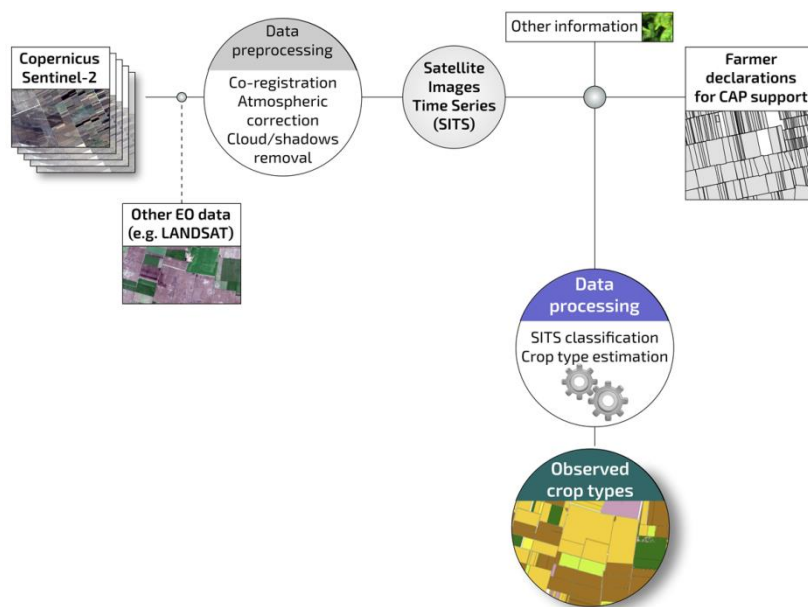 Copernicus
Sentinel-2
Data
preprocessing
Co-registration
Atmospheric
correction
Cloud/shadows
removal
Other EO data
(e.g. LANDSAT)
Satellite
Images
Time Series
(SITS)
Other information
Farmer
declarations
for CAP support
Data
processing
SITS classification
Crop type estimation
Observed
crop types